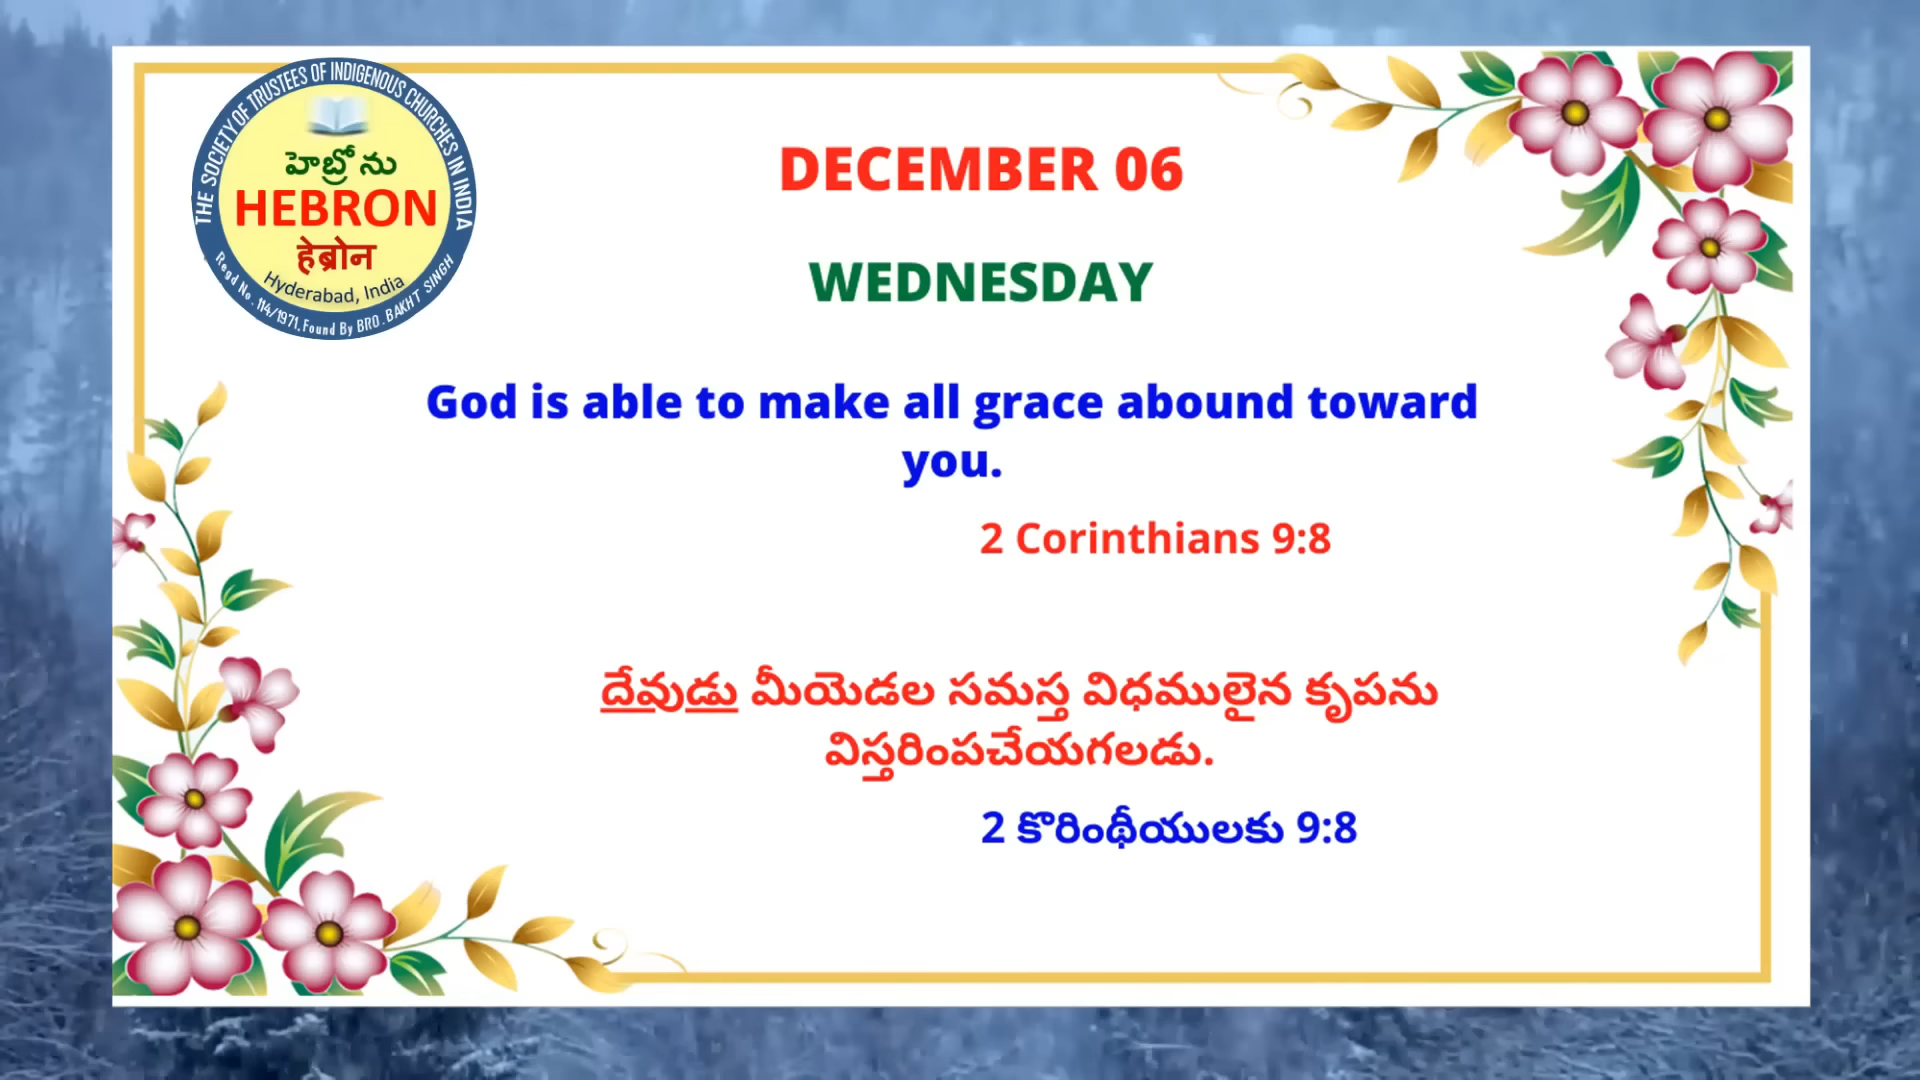 THE SOCIETY OF TRUSTEES OF INDIGENOUS CHURCHES IN INDIA
హెబ్రోను
HEBRON
हेब्रोन
Hyderabad, India
Regd No. 114/1971, Found By BRO. BAKHT SINGH
DECEMBER 06
WEDNESDAY
God is able to make all grace abound toward
you.
2 Corinthians 9:8
దేవుడు మీయెడల సమస్త విధములైన కృపను
విస్తరింపచేయగలడు.
2 కొరింథీయులకు 9:8